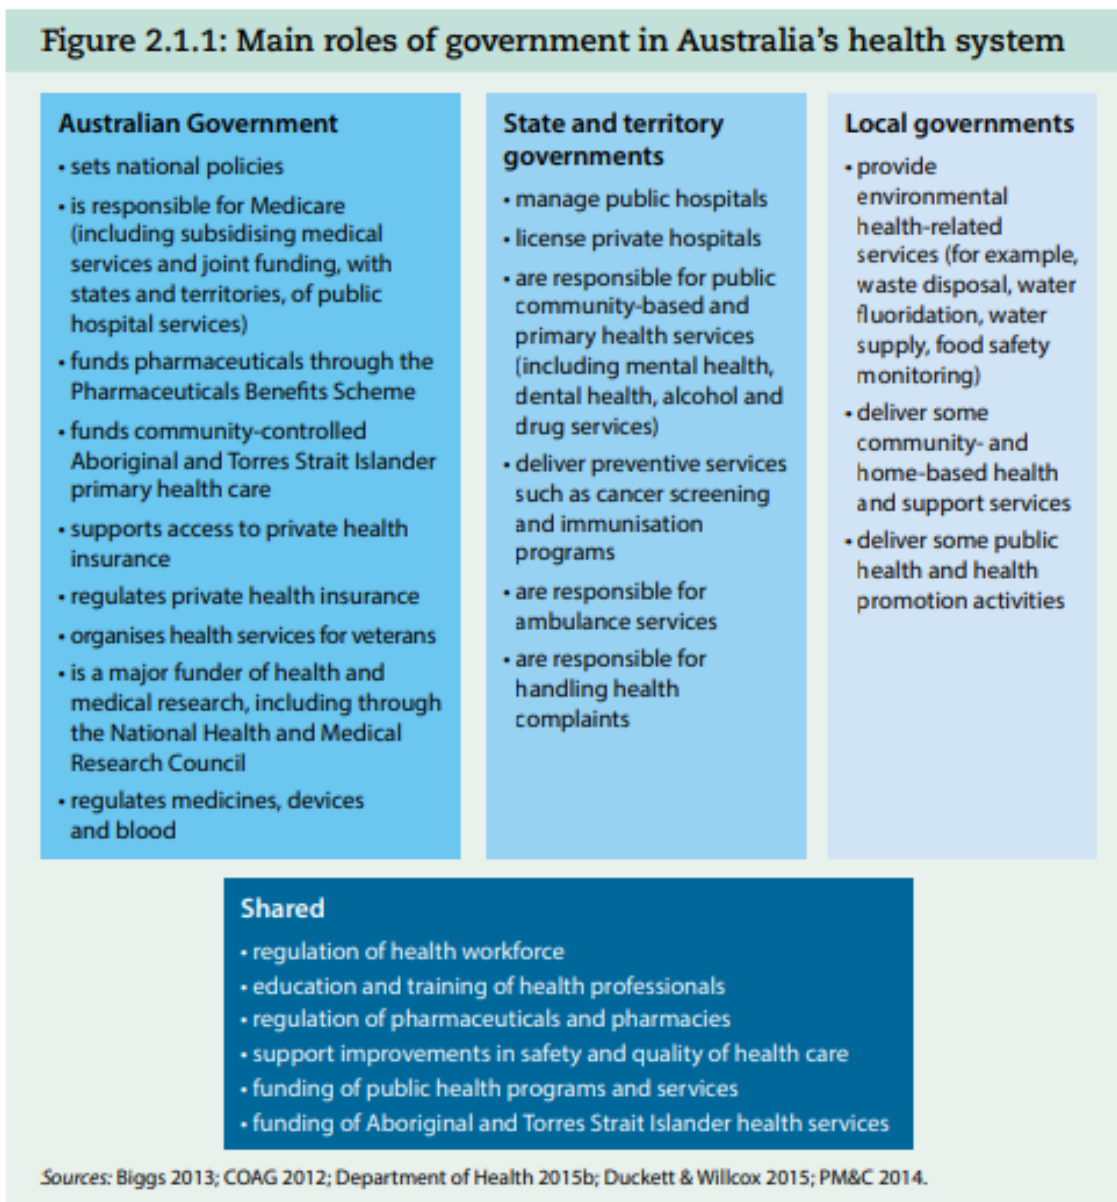 Figure 2.1.1: Main roles of government in Australia's health system
Australian Government
• sets national policies
• is responsible for Medicare
(including subsidising medical
services and joint funding, with
states and territories, of public
hospital services)
• funds pharmaceuticals through the
Pharmaceuticals Benefits Scheme
• funds community-controlled
Aboriginal and Torres Strait Islander
primary health care
• supports access to private health
insurance
• regulates private health insurance
• organises health services for veterans
• is a major funder of health and
medical research, including through
the National Health and Medical
Research Council
• regulates medicines, devices
and blood
State and territory
governments
• manage public hospitals
• license private hospitals
• are responsible for public
community-based and
primary health services
(including mental health,
dental health, alcohol and
drug services)
• deliver preventive services
such as cancer screening
and immunisation
programs
• are responsible for
ambulance services
• are responsible for
handling health
complaints
Local governments
• provide
environmental
health-related
services (for example,
waste disposal, water
fluoridation, water
supply, food safety
monitoring)
• deliver some
community- and
home-based health
and support services
• deliver some public
health and health
promotion activities
Shared
• regulation of health workforce
• education and training of health professionals
• regulation of pharmaceuticals and pharmacies
• support improvements in safety and quality of health care
• funding of public health programs and services
• funding of Aboriginal and Torres Strait Islander health services
Sources: Biggs 2013; COAG 2012; Department of Health 2015b; Duckett & Willcox 2015; PM&C 2014.